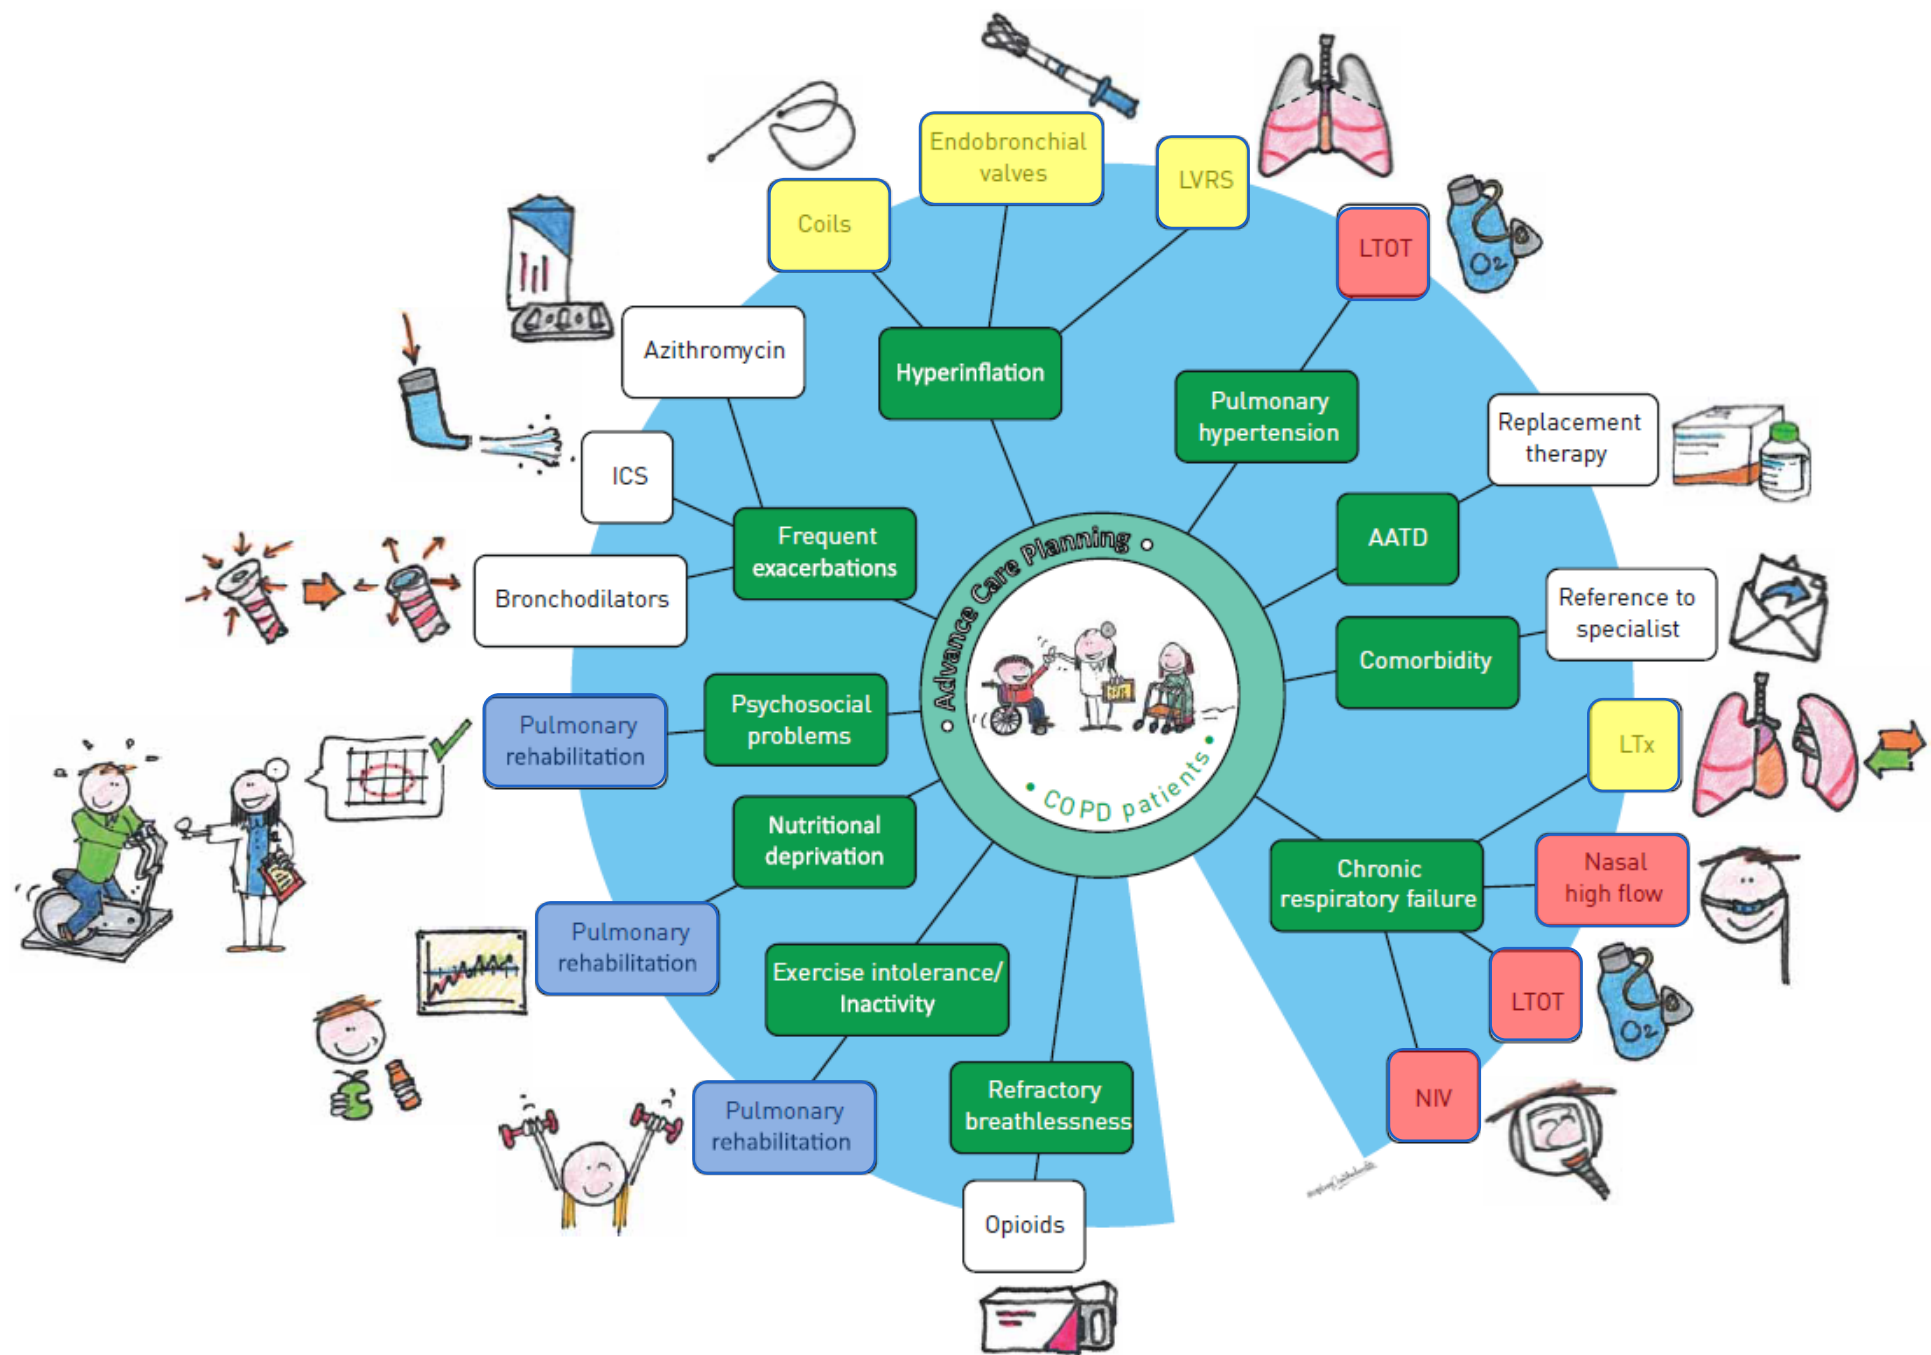 Endobronchial
valves
LVRS
Coils
LTOT
O2
Azithromycin
Hyperinflation
Pulmonary
hypertension
Replacement
therapy
ICS
Frequent
exacerbations
AATD
Bronchodilators
Reference to
specialist
Comorbidity
• Advance Care Planning •
• COPD patients •
Psychosocial
problems
Pulmonary
rehabilitation
LTx
Nutritional
deprivation
Pulmonary
rehabilitation
Chronic
respiratory failure
Nasal
high flow
Exercise intolerance/
Inactivity
LTOT
O2
Pulmonary
rehabilitation
Refractory
breathlessness
NIV
Opioids